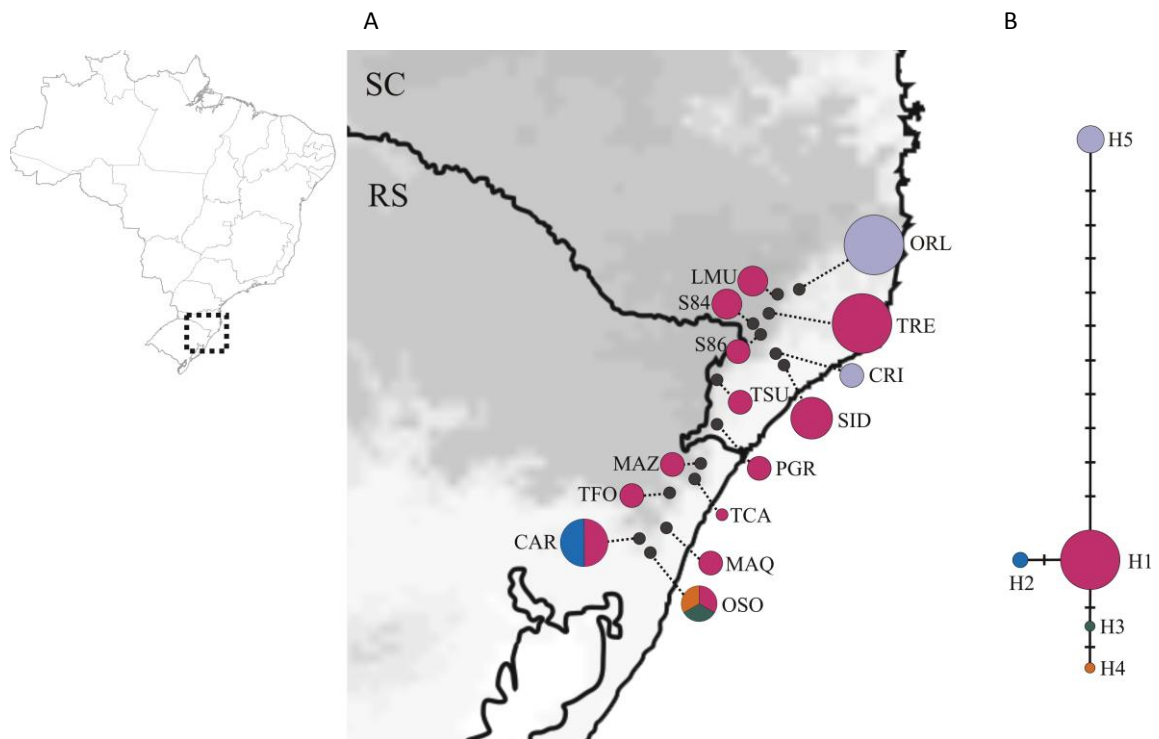 A
B
SC
RS
ORL
LMU
S84
TRE
S86
CRI
TSU
SID
MAZ
PGR
TFO
TCA
CAR
MAQ
OSO
H5
H2
H1
H3
H4